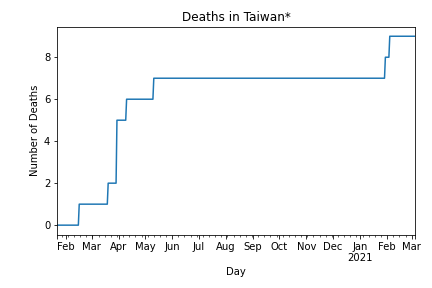 Deaths in Taiwan*
Number of Deaths
8
6
4
2
0
Feb Mar Apr May Jun Jul Aug Sep Oct Nov Dec Jan Feb Mar
2021
Day